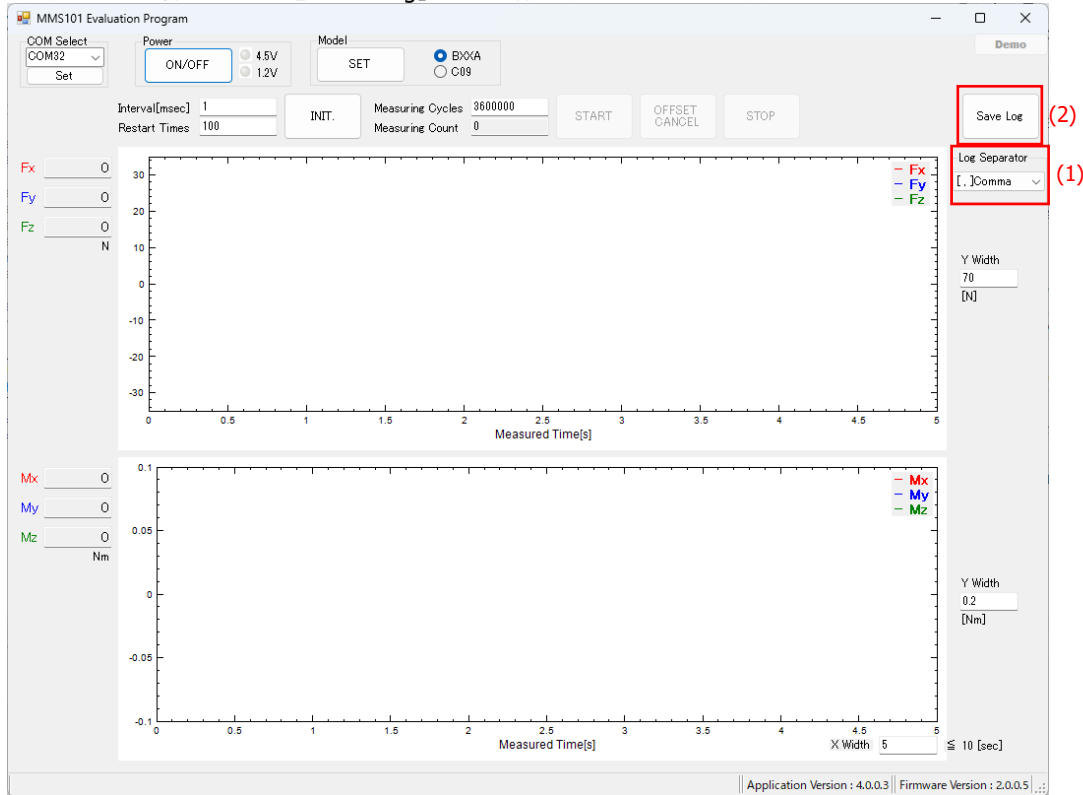 MMS101 Evaluation Program
COM Select
COM32
Set
Power
ON/OFF
4.5V
1.2V
Model
SET
BXXA
C09
Demo
Interval[msec] 1
Restart Times 100
INIT.
Measuring Cycles 3600000
Measuring Count 0
START
OFFSET
CANCEL
STOP
Save Log
(2)
Log Separator
[,]Comma
(1)
Fx 0
Fy 0
Fz 0
N
30
20
10
0
-10
-20
-30
Fx
Fy
Fz
0 0.5 1 1.5 2 2.5 3 3.5 4 4.5 5
Measured Time[s]
Y Width
70
[N]
Mx 0
My 0
Mz 0
Nm
0.1
0.05
0
-0.05
-0.1
Mx
My
Mz
0 0.5 1 1.5 2 2.5 3 3.5 4 4.5 5
Measured Time[s]
Y Width
0.2
[Nm]
X Width 5 ≦ 10 [sec]
Application Version : 4.0.0.3 Firmware Version : 2.0.0.5